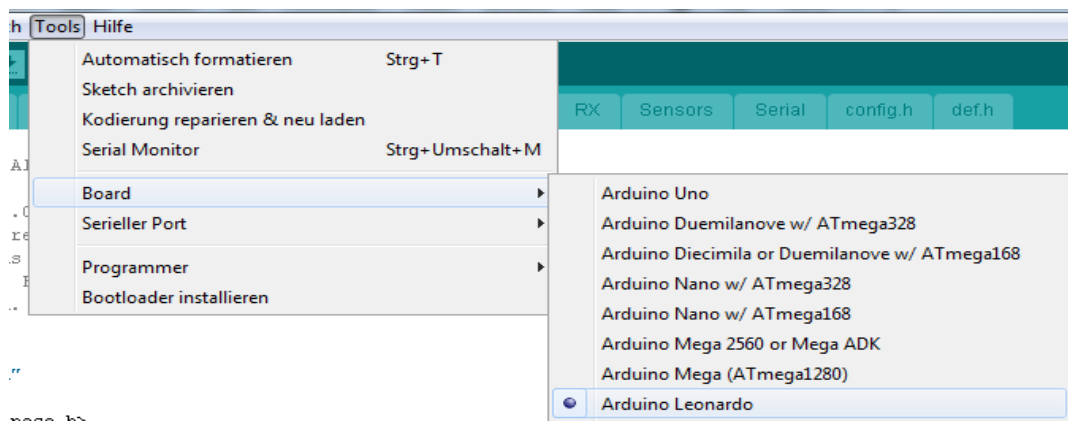 Tools Hilfe
Automatisch formatieren Strg+T
Sketch archivieren
Kodierung reparieren & neu laden
Serial Monitor Strg+Umschalt+M
RX Sensors Serial config.h def.h
Board
Serieller Port
Programmer
Bootloader installieren
Arduino Uno
Arduino Duemilanove w/ ATmega328
Arduino Diecimila or Duemilanove w/ ATmega168
Arduino Nano w/ ATmega328
Arduino Nano w/ ATmega168
Arduino Mega 2560 or Mega ADK
Arduino Mega (ATmega1280)
Arduino Leonardo